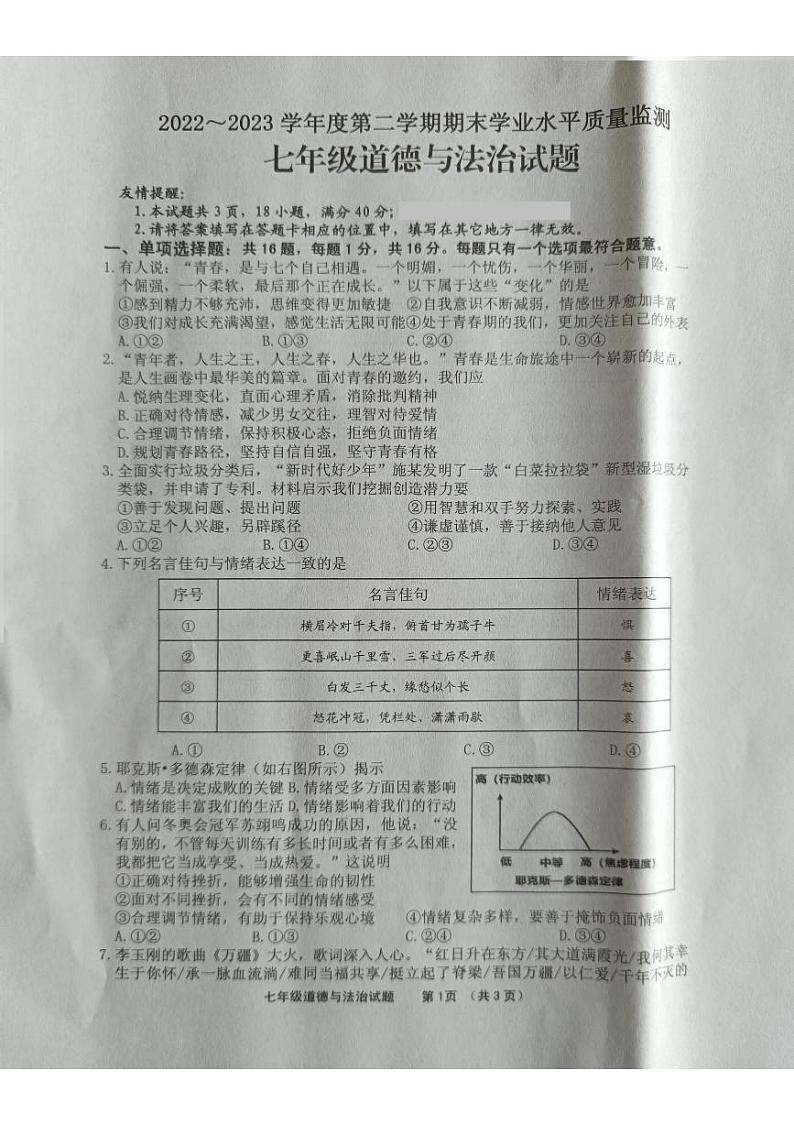 2022～2023 学年度第二学期期末学业水平质量监测
七年级道德与法治试题
友情提醒：
1.本试题共 3 页，18 小题，满分 40 分；
2.请将答案填写在答题卡相应的位置中，填写在其它地方一律无效。
一、单项选择题：共 16 题，每题 1 分，共 16 分。每题只有一个选项最符合题意。
1. 有人说：“青春，是与七个自己相遇。一个明媚，一个忧伤，一个华丽，一个冒险，一
个倔强，一个柔软，最后那个正在成长。”以下属于这些“变化”的是
①感到精力不够充沛，思维变得更加敏捷 ②自我意识不断减弱，情感世界愈加丰富
③我们对成长充满渴望，感觉生活无限可能④处于青春期的我们，更加关注自己的外表
A. ①② B. ①③ C. ②④ D. ③④
2. “青年者，人生之王，人生之春，人生之华也。”青春是生命旅途中一个崭新的起点，
是人生画卷中最华美的篇章。面对青春的邀约，我们应
A. 悦纳生理变化，直面心理矛盾，消除批判精神
B. 正确对待情感，减少男女交往，理智对待爱情
C. 合理调节情绪，保持积极心态，拒绝负面情绪
D. 规划青春路径，坚持自信自强，坚守青春有格
3. 全面实行垃圾分类后，“新时代好少年”施某发明了一款“白菜拉拉袋”新型湿垃圾分
类袋，并申请了专利。材料启示我们挖掘创造潜力要
①善于发现问题、提出问题 ②用智慧和双手努力探索、实践
③立足个人兴趣，另辟蹊径 ④谦虚谨慎，善于接纳他人意见
A. ①② B. ①④ C. ②③ D. ③④
4. 下列名言佳句与情绪表达一致的是
序号 名言佳句 情绪表达
① 横眉冷对千夫指，俯首甘为孺子牛 惧
② 更喜岷山千里雪，三军过后尽开颜 喜
③ 白发三千丈，缘愁似个长 怒
④ 怒花冲冠，凭栏处、潇潇雨歇 哀
A. ① B. ② C. ③ D. ④
5. 耶克斯•多德森定律（如右图所示）揭示
A. 情绪是决定成败的关键 B. 情绪受多方面因素影响
C. 情绪能丰富我们的生活 D. 情绪影响着我们的行动
高（行动效率）
低 中等 高（焦虑程度）
耶克斯—多德森定律
6. 有人问冬奥会冠军苏翊鸣成功的原因，他说：“没
有别的，不管每天训练有多长时间或者有多么困难，
我都把它当成享受、当成热爱。”这说明
①正确对待挫折，能够增强生命的韧性
②面对不同挫折，会有不同的情绪感受
③合理调节情绪，有助于保持乐观心境 ④情绪复杂多样，要善于掩饰负面情绪
A. ①② B. ①③ C. ②④ D. ③④
7. 李玉刚的歌曲《万疆》大火，歌词深入人心。“红日升在东方/其大道满霞光/我何其幸
生于你怀/承一脉血流淌/难同当福共享/挺立起了脊梁/吾国万疆/以仁爱/千年不灭的
七年级道德与法治试题 第 1页 （共 3 页）